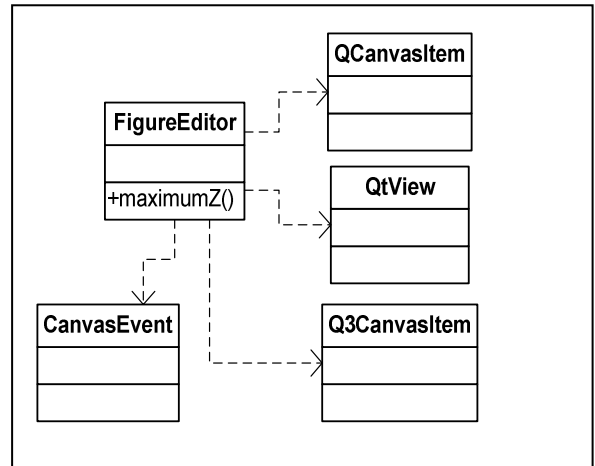 QCanvasItem
FigureEditor
+maximumZ()
QtView
CanvasEvent
Q3CanvasItem